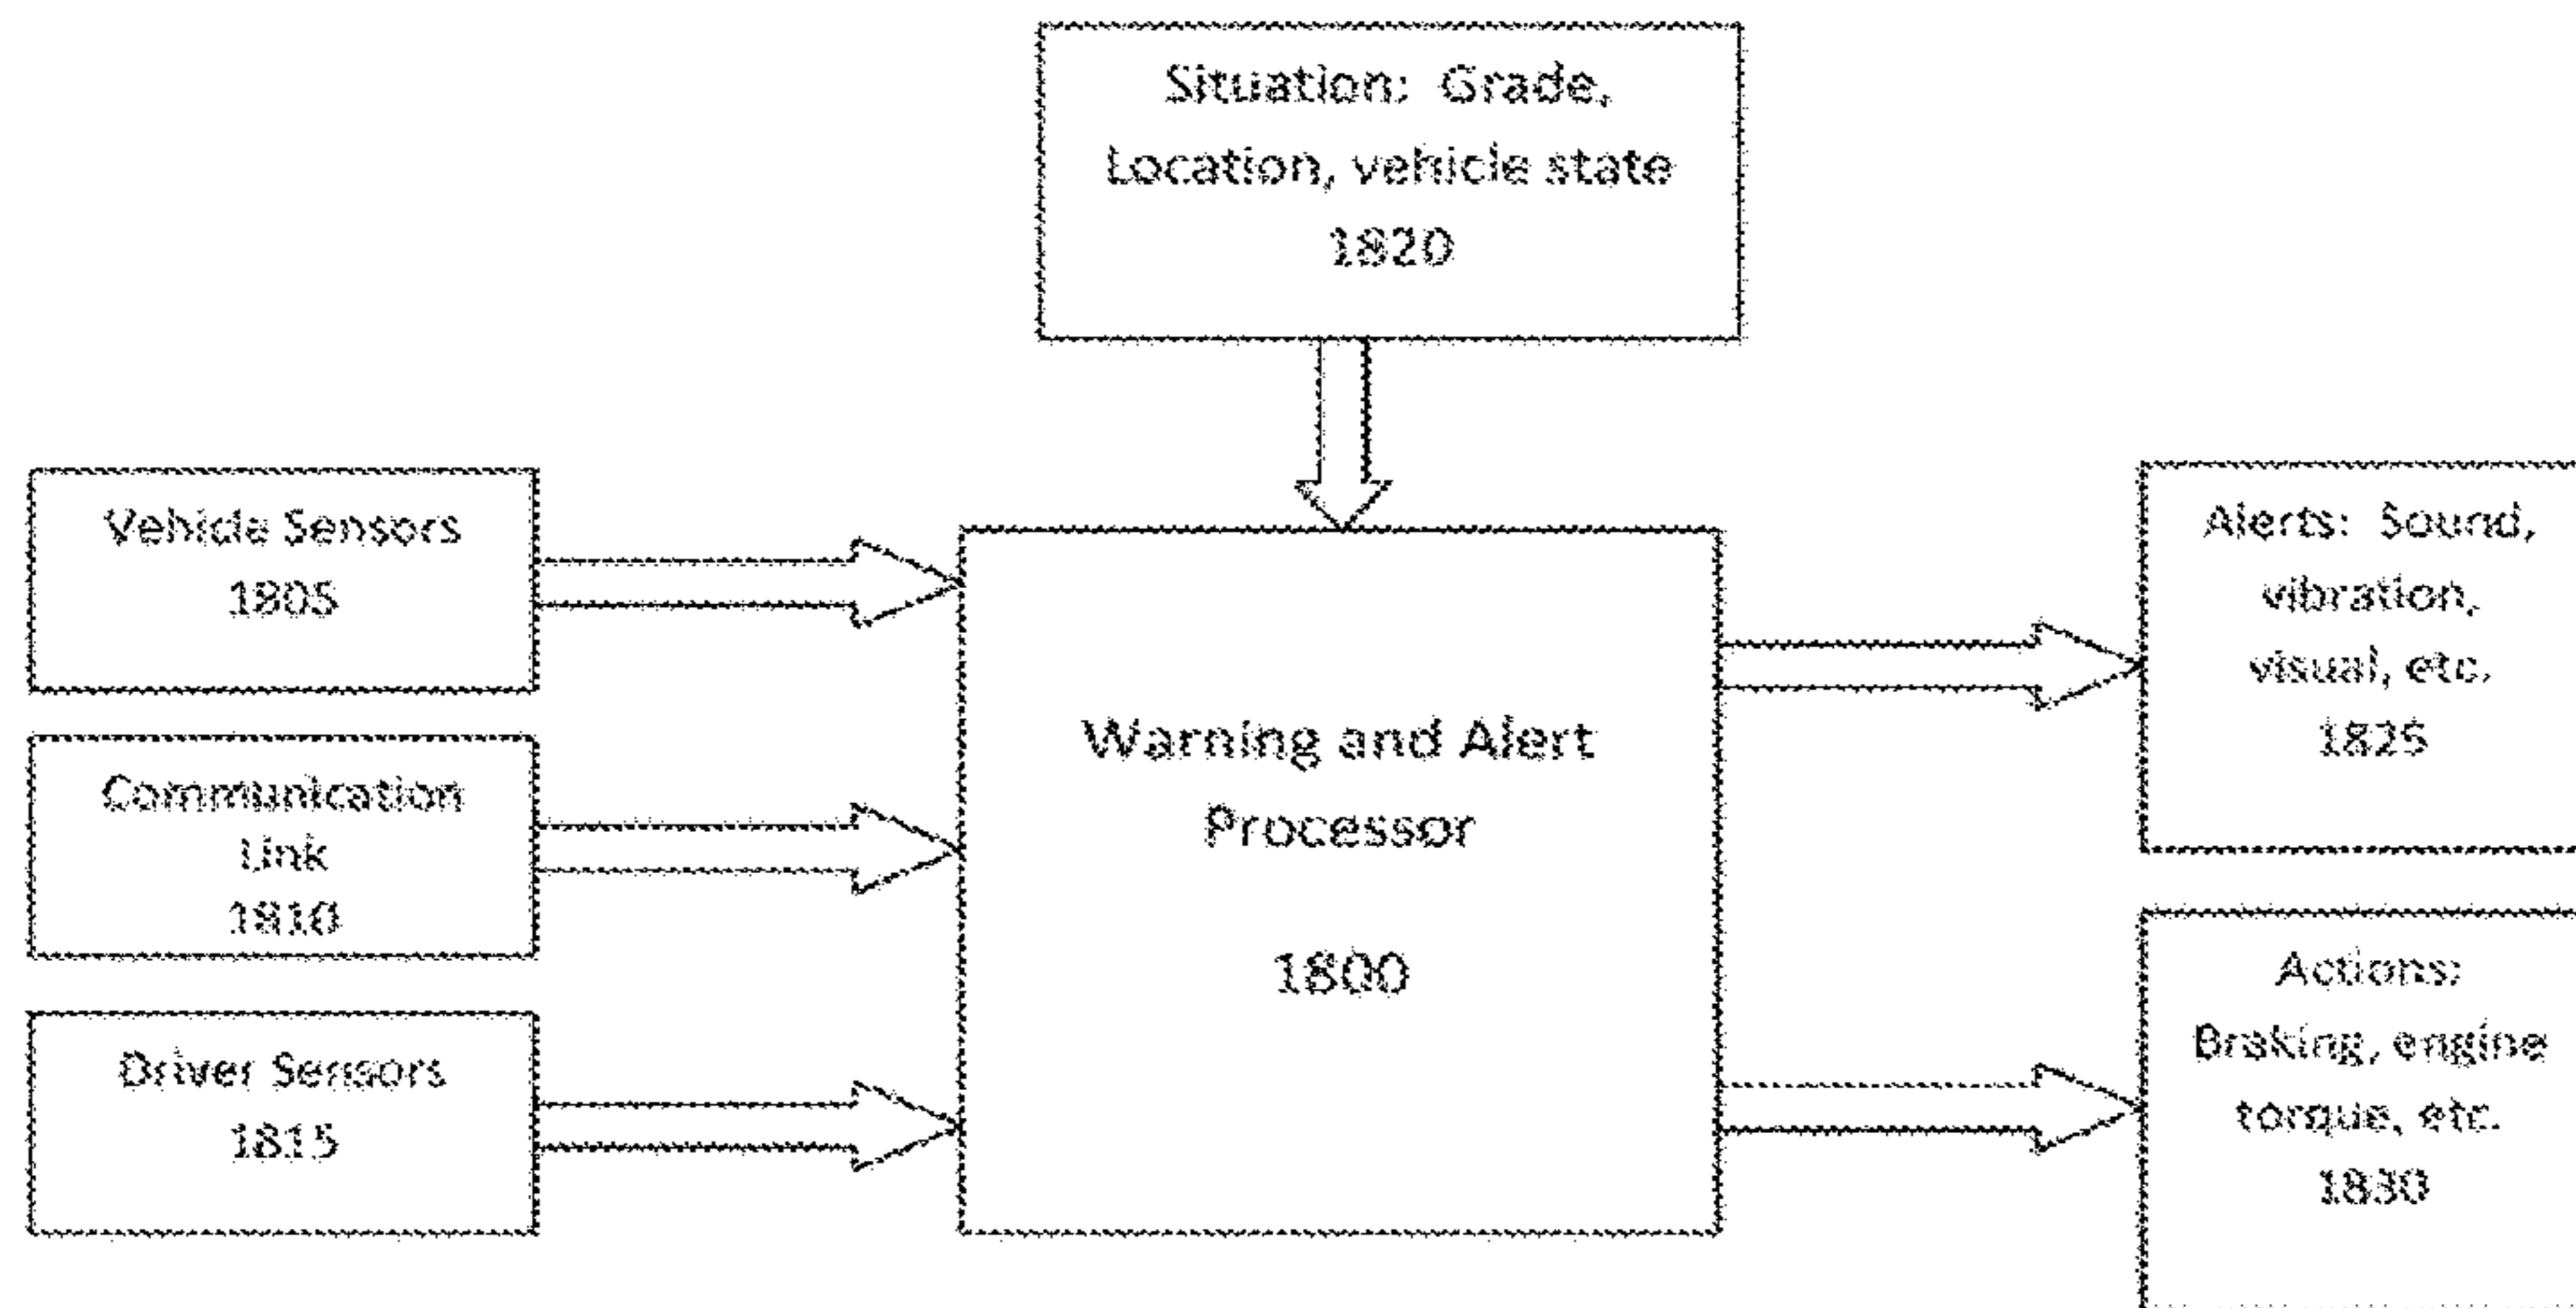 Situation: Grade,
Location, vehicle state
1820
Vehicle Sensors
1805
Communication
Link
1810
Driver Sensors
1815
Warning and Alert
Processor
1800
Alerts: Sound,
vibration,
visual, etc.
1825
Actions:
Braking, engine
torque, etc.
1830